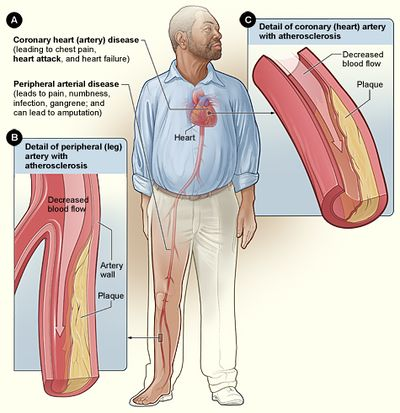 A
Coronary heart (artery) disease
(leading to chest pain,
heart attack, and heart failure)
Peripheral arterial disease
(leads to pain, numbness,
infection, gangrene; and
can lead to amputation)
Heart
B
Detail of peripheral (leg)
artery with
atherosclerosis
Decreased
blood flow
Artery
wall
Plaque
C
Detail of coronary (heart) artery
with atherosclerosis
Decreased
blood flow
Plaque